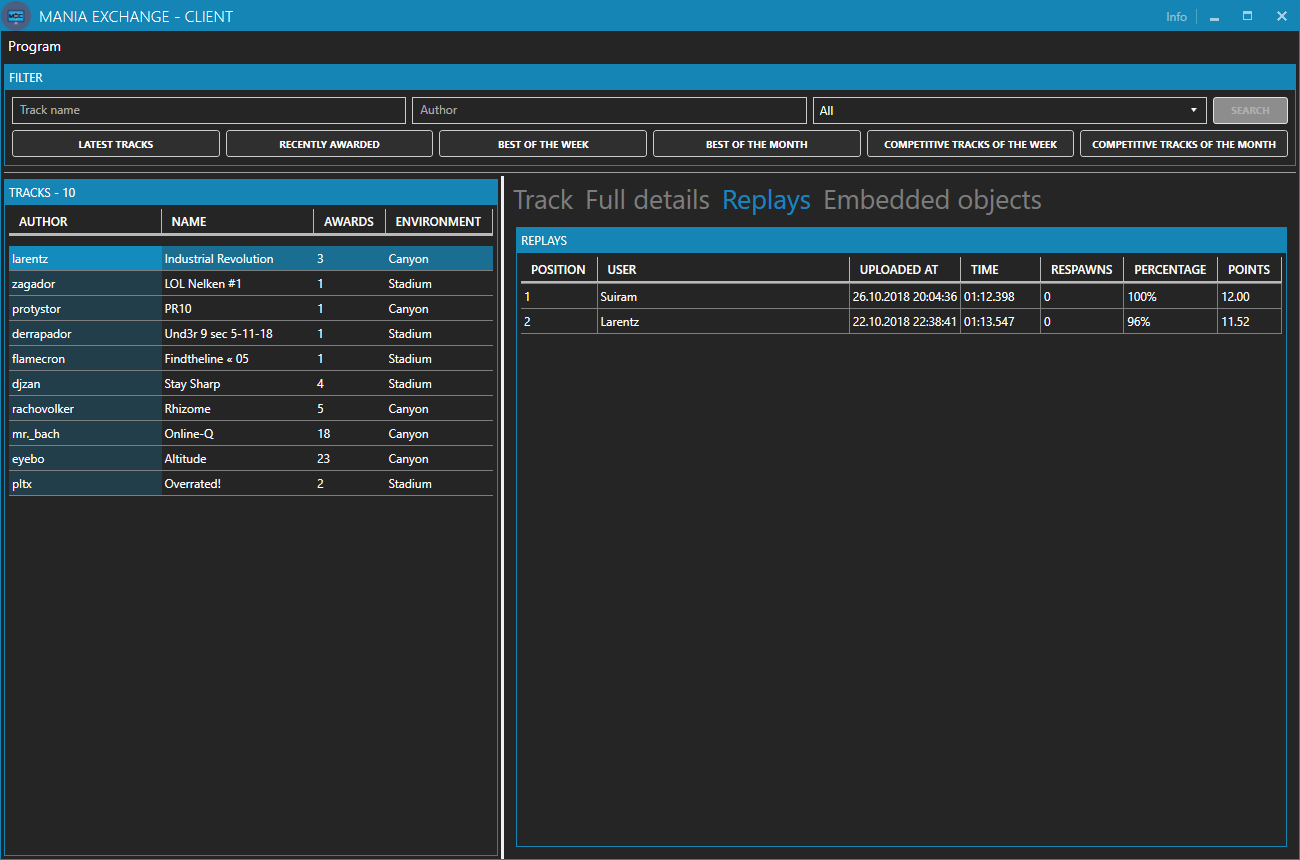 MANIA EXCHANGE - CLIENT Info
Program
FILTER
Track name Author All SEARCH
LATEST TRACKS RECENTLY AWARDED BEST OF THE WEEK BEST OF THE MONTH COMPETITIVE TRACKS OF THE WEEK COMPETITIVE TRACKS OF THE MONTH
TRACKS - 10
AUTHOR NAME AWARDS ENVIRONMENT
larentz Industrial Revolution 3 Canyon
zagador LOL Nelken #1 1 Stadium
protystor PR10 1 Canyon
derrapador Und3r 9 sec 5-11-18 1 Stadium
flamecron Findtheline « 05 1 Stadium
djzan Stay Sharp 4 Stadium
rachovolker Rhizome 5 Canyon
mr._bach Online-Q 18 Canyon
eyebo Altitude 23 Canyon
pltx Overrated! 2 Stadium
Track Full details Replays Embedded objects
REPLAYS
POSITION USER UPLOADED AT TIME RESPAWNS PERCENTAGE POINTS
1 Suiram 26.10.2018 20:04:36 01:12.398 0 100% 12.00
2 Larentz 22.10.2018 22:38:41 01:13.547 0 96% 11.52